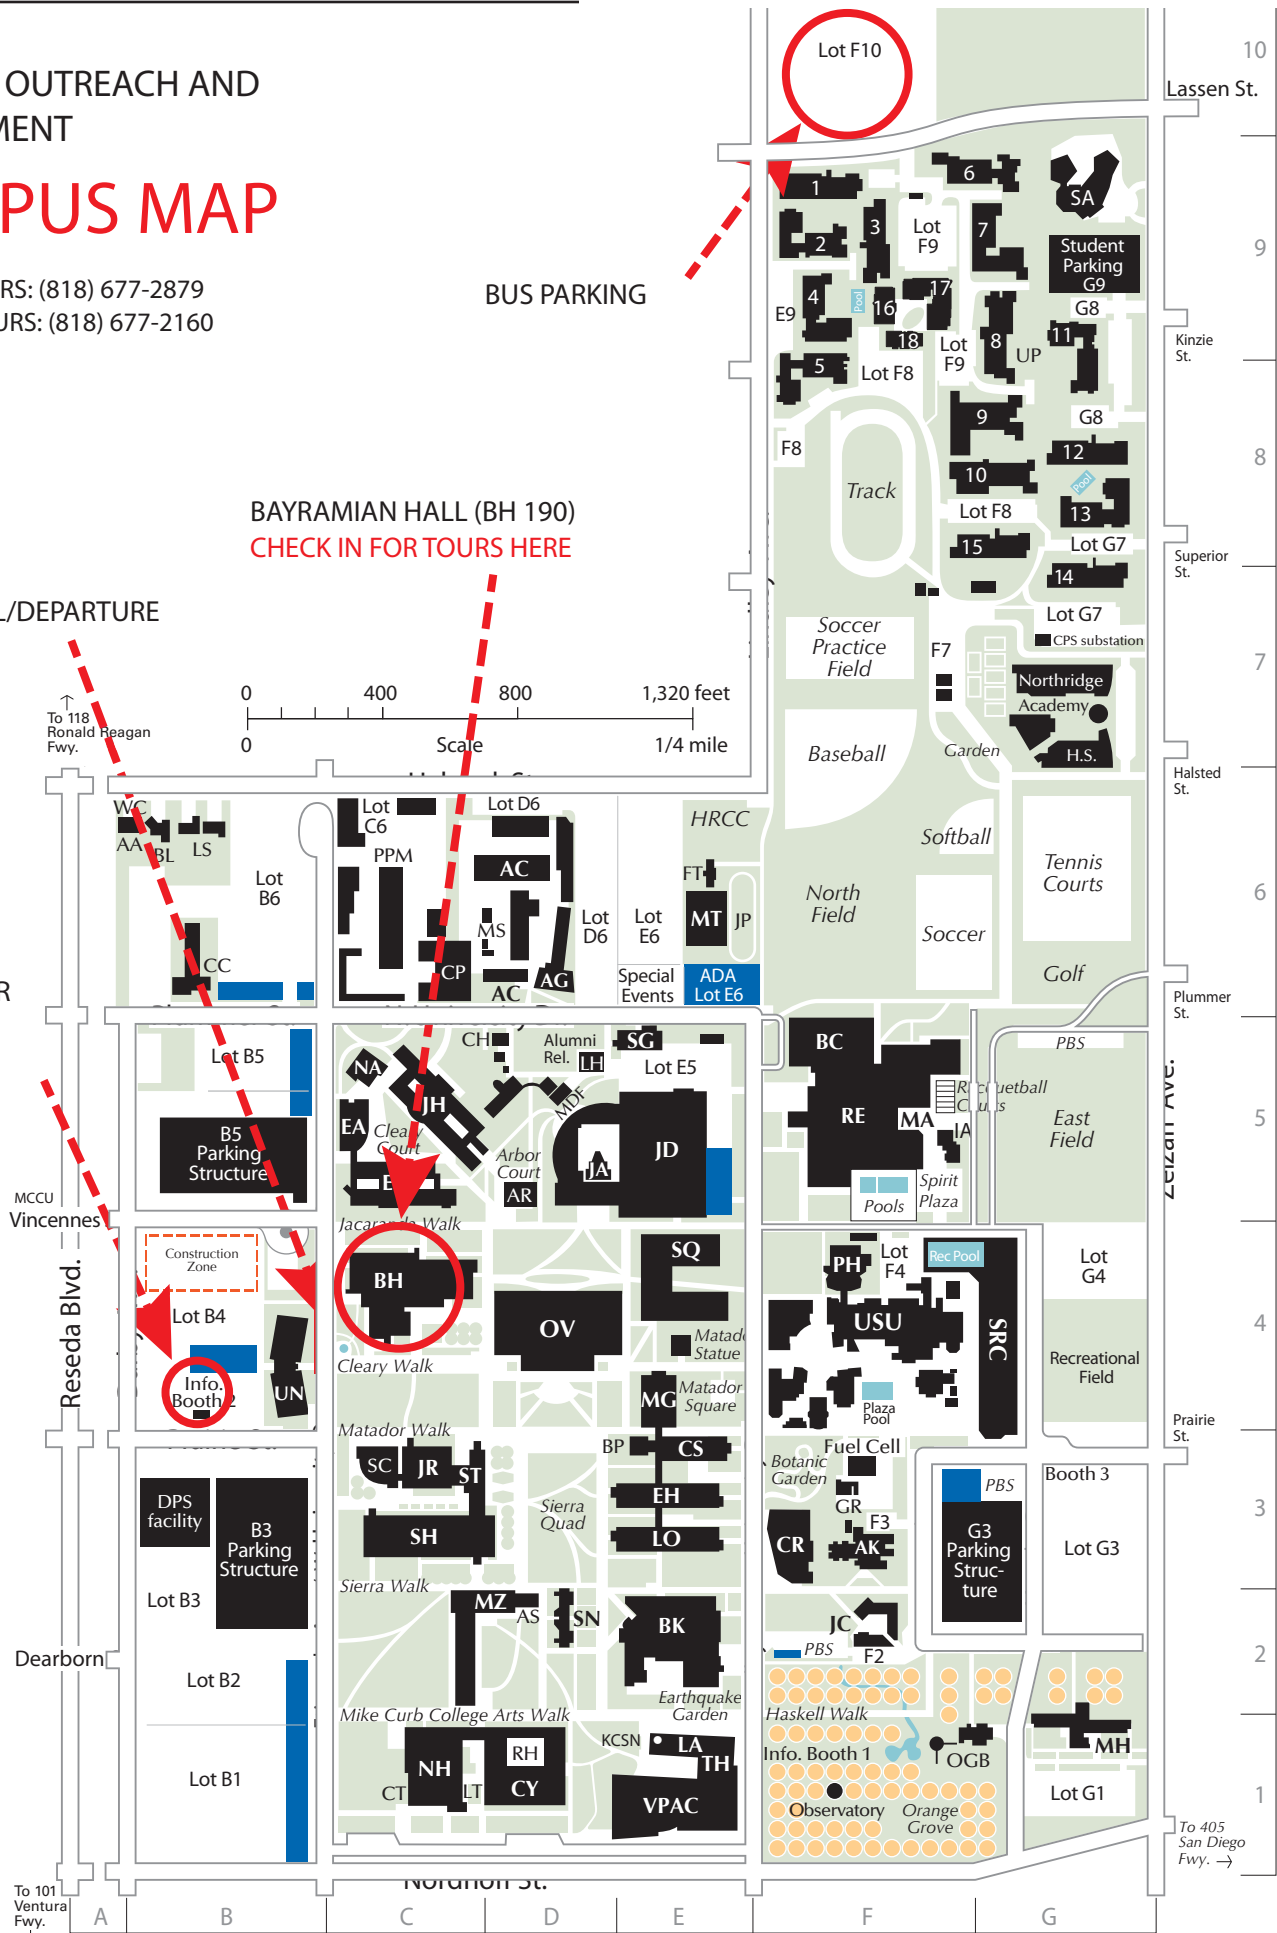 OUTREACH AND
PUS MAP
(818) 677-2879
(818) 677-2160
BUS PARKING
BAYRAMIAN HALL (BH 190)
CHECK IN FOR TOURS HERE
/DEPARTURE
To 118
Ronald Reagan
Fwy.
0
400
800
1,320 feet
0
Scale
1/4 mile
Lot F10
10
Lassen St.
1
2
3
Lot
F9
6
7
SA
Student
Parking
G9
9
4
E9
Pool
16
17
18
5
Lot F8
Lot
F9
8
UP
G8
11
Kinzie
St.
9
G8
F8
Track
10
12
Pool
13
8
Lot F8
15
Lot G7
14
Superior
St.
Lot G7
Soccer
Practice
Field
F7
CPS substation
Northridge
Academy
H.S.
7
Baseball
Garden
Halsted
St.
WC
AA
BL
LS
Lot
B6
CC
Lot
C6
PPM
CP
Lot D6
AC
MS
AC
AG
Lot
D6
Lot
E6
HRCC
FT
MT
JP
Special
Events
ADA
Lot E6
Softball
North
Field
Soccer
Tennis
Courts
Golf
6
Plummer
St.
Lot B5
B5
Parking
Structure
NA
JH
EA
Cleary
Court
CH
Alumni
Rel.
LH
MDF
SG
Lot E5
JD
JA
Arbor
Court
AR
BC
RE
MA
IA
Racquetball
Courts
Pools
Spirit
Plaza
PBS
East
Field
5
MCCU
Vincennes
Reseda Blvd.
Zelzah Ave.
Construction
Zone
Lot B4
Info.
Booth 2
UN
Jacaranda Walk
BH
Cleary Walk
OV
SQ
Matador
Statue
MG
Matador
Square
PH
Lot
F4
Rec Pool
USU
SRC
Plaza
Pool
Lot
G4
Recreational
Field
4
Matador Walk
BP
CS
EH
LO
SC
JR
ST
SH
Sierra
Quad
Fuel Cell
Botanic
Garden
GR
F3
AK
CR
PBS
G3
Parking
Struc-
ture
Booth 3
Lot G3
3
Prairie
St.
DPS
facility
B3
Parking
Structure
Lot B3
Sierra Walk
MZ
AS
SN
BK
JC
PBS
F2
2
Dearborn
Lot B2
Earthquake
Garden
Mike Curb College Arts Walk
Haskell Walk
Lot B1
NH
CT
LT
RH
CY
KCSN
LA
TH
VPAC
Info. Booth 1
OGB
Observatory
Orange
Grove
MH
Lot G1
1
To 405
San Diego
Fwy.
Nordhoff St.
To 101
Ventura
Fwy.
A
B
C
D
E
F
G